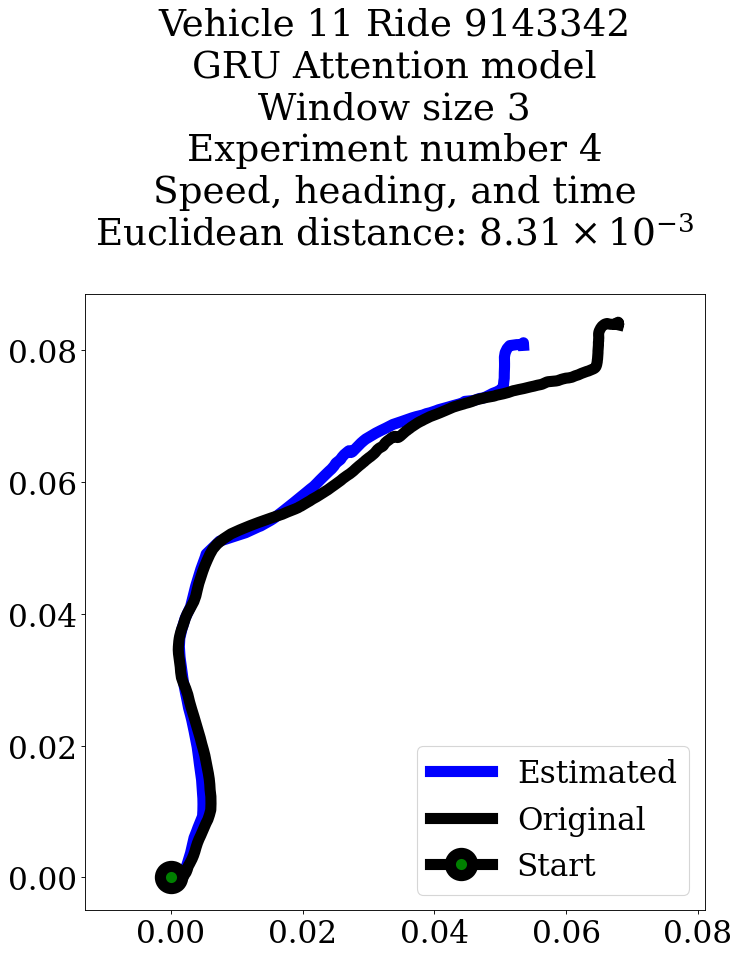 Vehicle 11 Ride 9143342
GRU Attention model
Window size 3
Experiment number 4
Speed, heading, and time
Euclidean distance: 8.31 × 10⁻³
0.08
0.06
0.04
0.02
0.00
Estimated
Original
Start
0.00 0.02 0.04 0.06 0.08